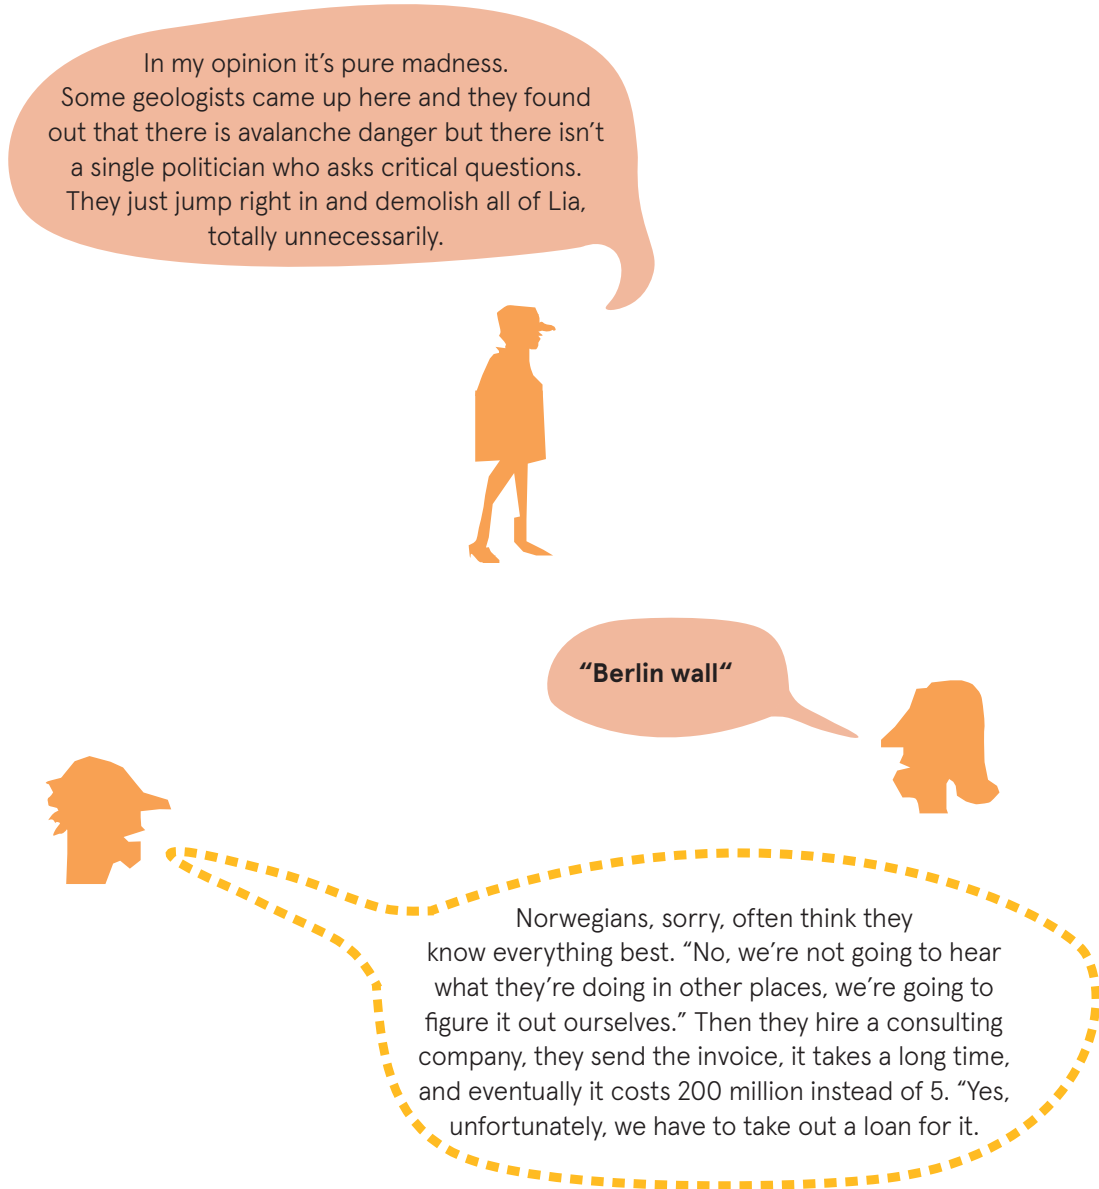 In my opinion it’s pure madness.
Some geologists came up here and they found
out that there is avalanche danger but there isn’t
a single politician who asks critical questions.
They just jump right in and demolish all of Lia,
totally unnecessarily.
“Berlin wall“
Norwegians, sorry, often think they
know everything best. “No, we’re not going to hear
what they’re doing in other places, we’re going to
figure it out ourselves.” Then they hire a consulting
company, they send the invoice, it takes a long time,
and eventually it costs 200 million instead of 5. “Yes,
unfortunately, we have to take out a loan for it.